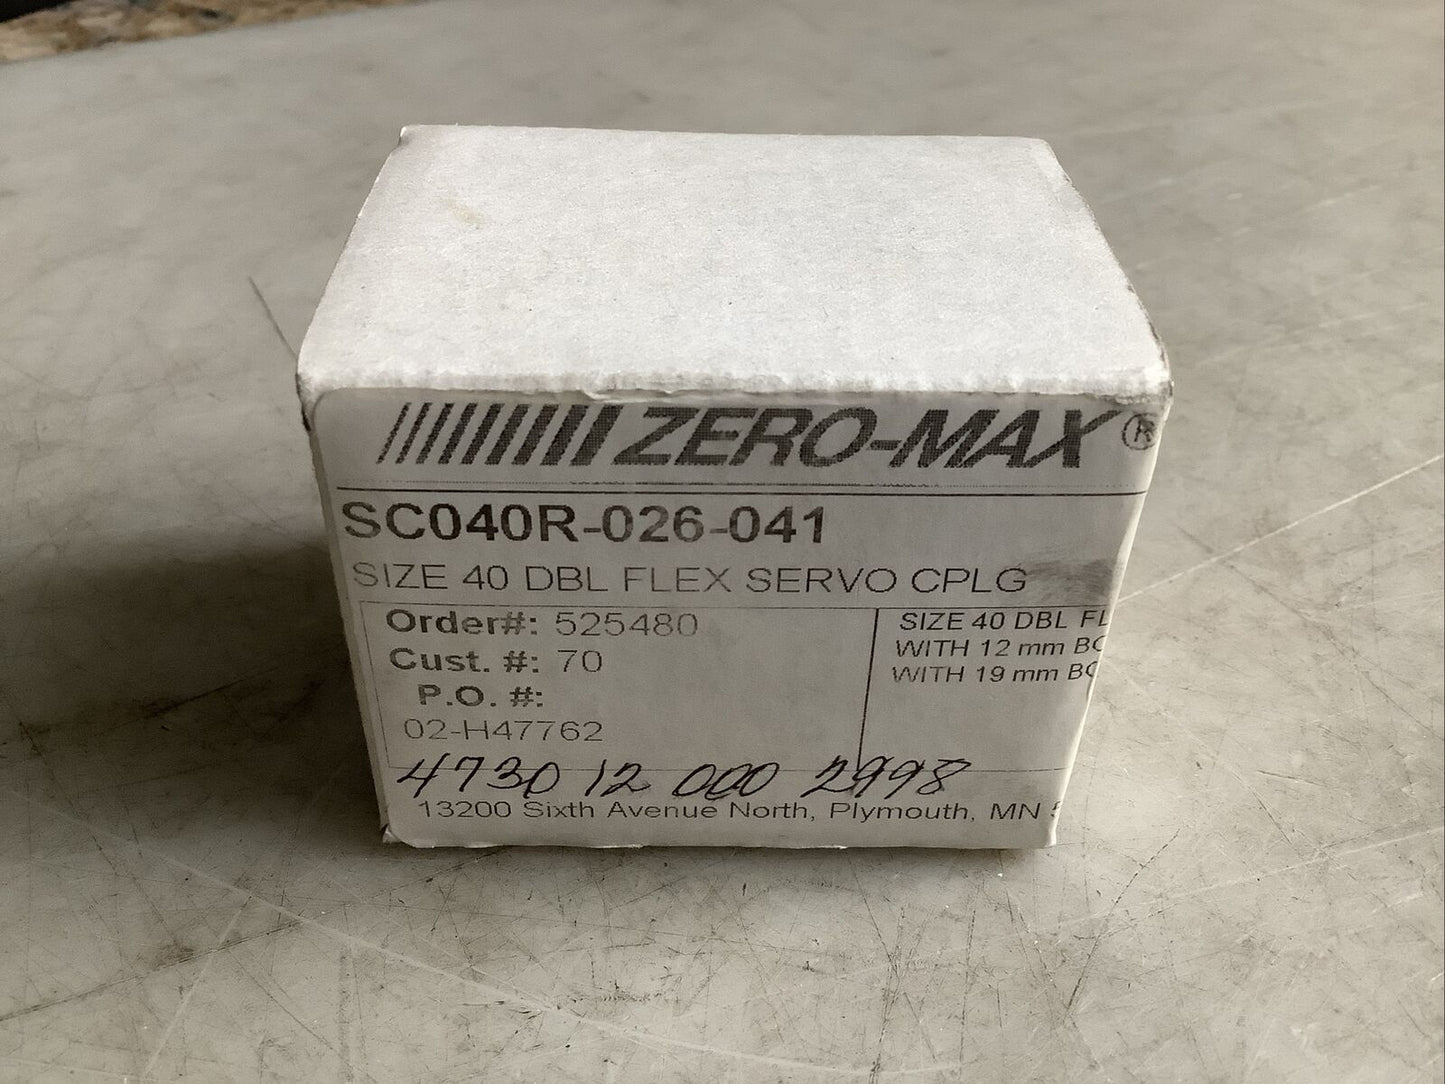 ZERO-MAX®
SC040R-026-041
SIZE 40 DBL FLEX SERVO CPLG
Order#: 525480
Cust. #: 70
P.O. #:
02-H47762
SIZE 40 DBL FL
WITH 12 mm BO
WITH 19 mm BO
4730 12 000 2998
13200 Sixth Avenue North, Plymouth, MN 5